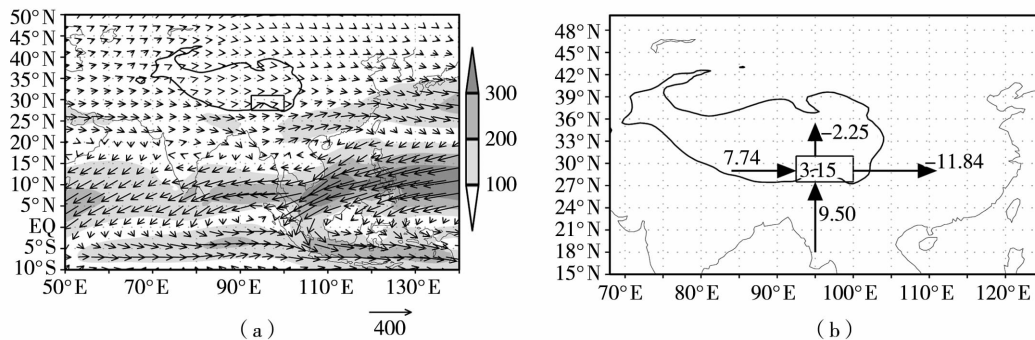 50°N
45°N
40°N
35°N
30°N
25°N
20°N
15°N
10°N
5°N
EQ
5°S
10°S
50°E
70°E
90°E
110°E
130°E
300
200
100
400
(a)
48°N
45°N
42°N
39°N
36°N
33°N
30°N
27°N
24°N
21°N
18°N
15°N
70°E
80°E
90°E
100°E
110°E
120°E
−2.25
7.74
3.15
−11.84
9.50
(b)